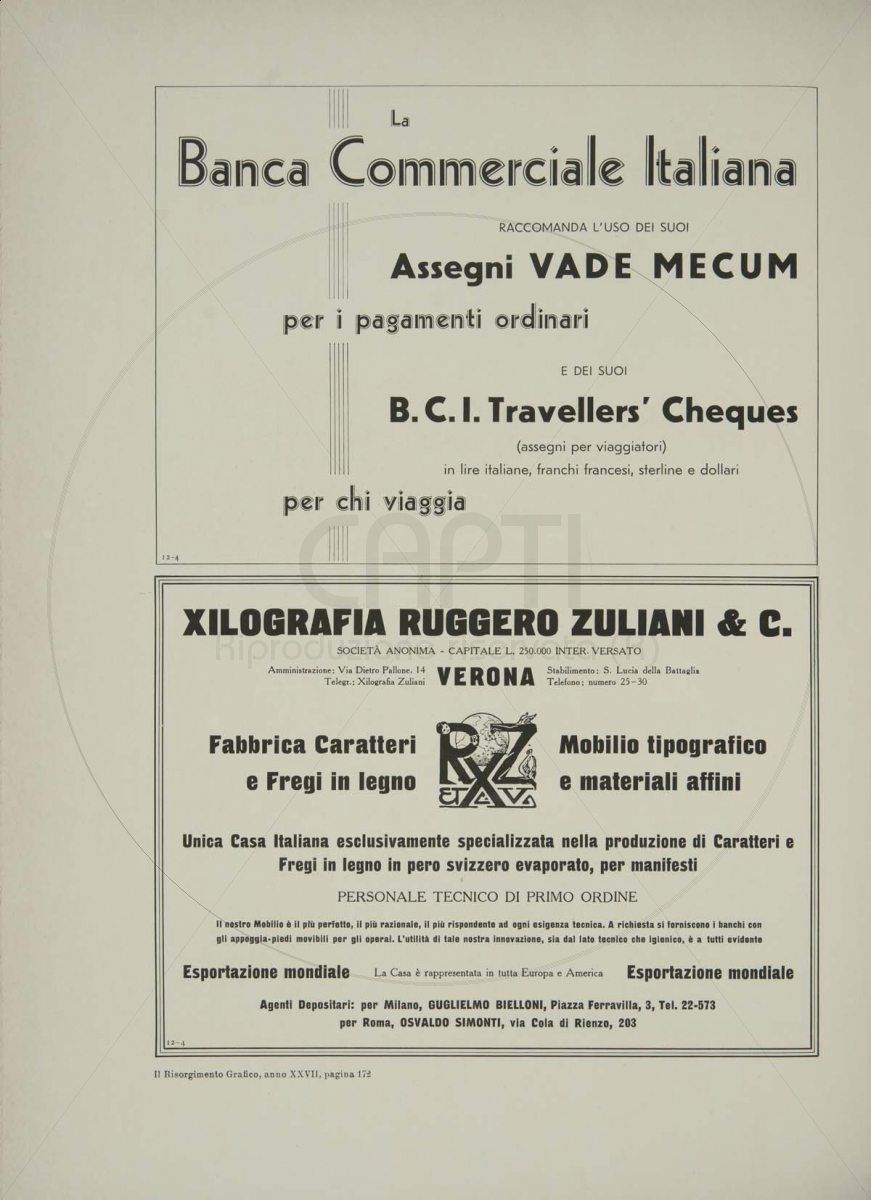 La
Banca Commerciale Italiana
RACCOMANDA L'USO DEI SUOI
Assegni VADE MECUM
per i pagamenti ordinari
E DEI SUOI
B. C. I. Travellers' Cheques
(assegni per viaggiatori)
in lire italiane, franchi francesi, sterline e dollari
per chi viaggia
CAPTI
12-4
XILOGRAFIA RUGGERO ZULIANI & C.
Riproduzione riservata (R)
SOCIETÀ ANONIMA - CAPITALE L. 250.000 INTER. VERSATO
Amministrazione: Via Dietro Pallone, 14
Telegr.: Xilografia Zuliani
VERONA
Stabilimento: S. Lucia della Battaglia
Telefono: numero 25-30
Fabbrica Caratteri
e Fregi in legno
RXZ
Mobilio tipografico
e materiali affini
Unica Casa Italiana esclusivamente specializzata nella produzione di Caratteri e
Fregi in legno in pero svizzero evaporato, per manifesti
PERSONALE TECNICO DI PRIMO ORDINE
Il nostro Mobilio è il più perfetto, il più razionale, il più rispondente ad ogni esigenza tecnica. A richiesta si forniscono i banchi con
gli appoggia-piedi movibili per gli operai. L'utilità di tale nostra innovazione, sia dal lato tecnico che igienico, è a tutti evidente
Esportazione mondiale La Casa è rappresentata in tutta Europa e America Esportazione mondiale
Agenti Depositari: per Milano, GUGLIELMO BIELLONI, Piazza Ferravilla, 3, Tel. 22-573
per Roma, OSVALDO SIMONTI, via Cola di Rienzo, 203
12-4
Il Risorgimento Grafico, anno XXVII, pagina 172